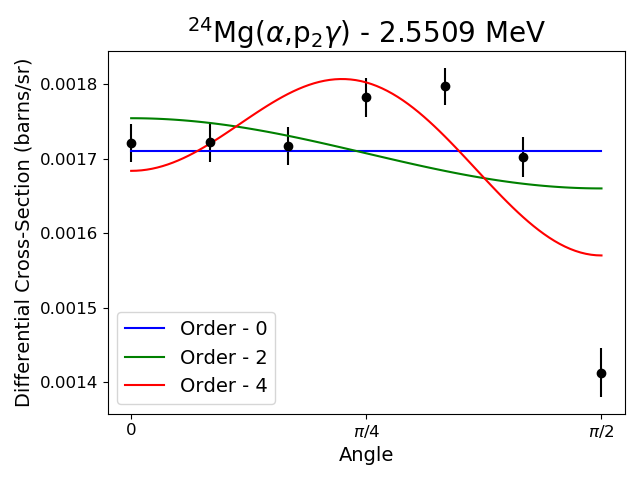 ²⁴Mg(α,p₂γ) - 2.5509 MeV
Differential Cross-Section (barns/sr)
0.0018
0.0017
0.0016
0.0015
0.0014
Order - 0
Order - 2
Order - 4
0 π/4 π/2
Angle